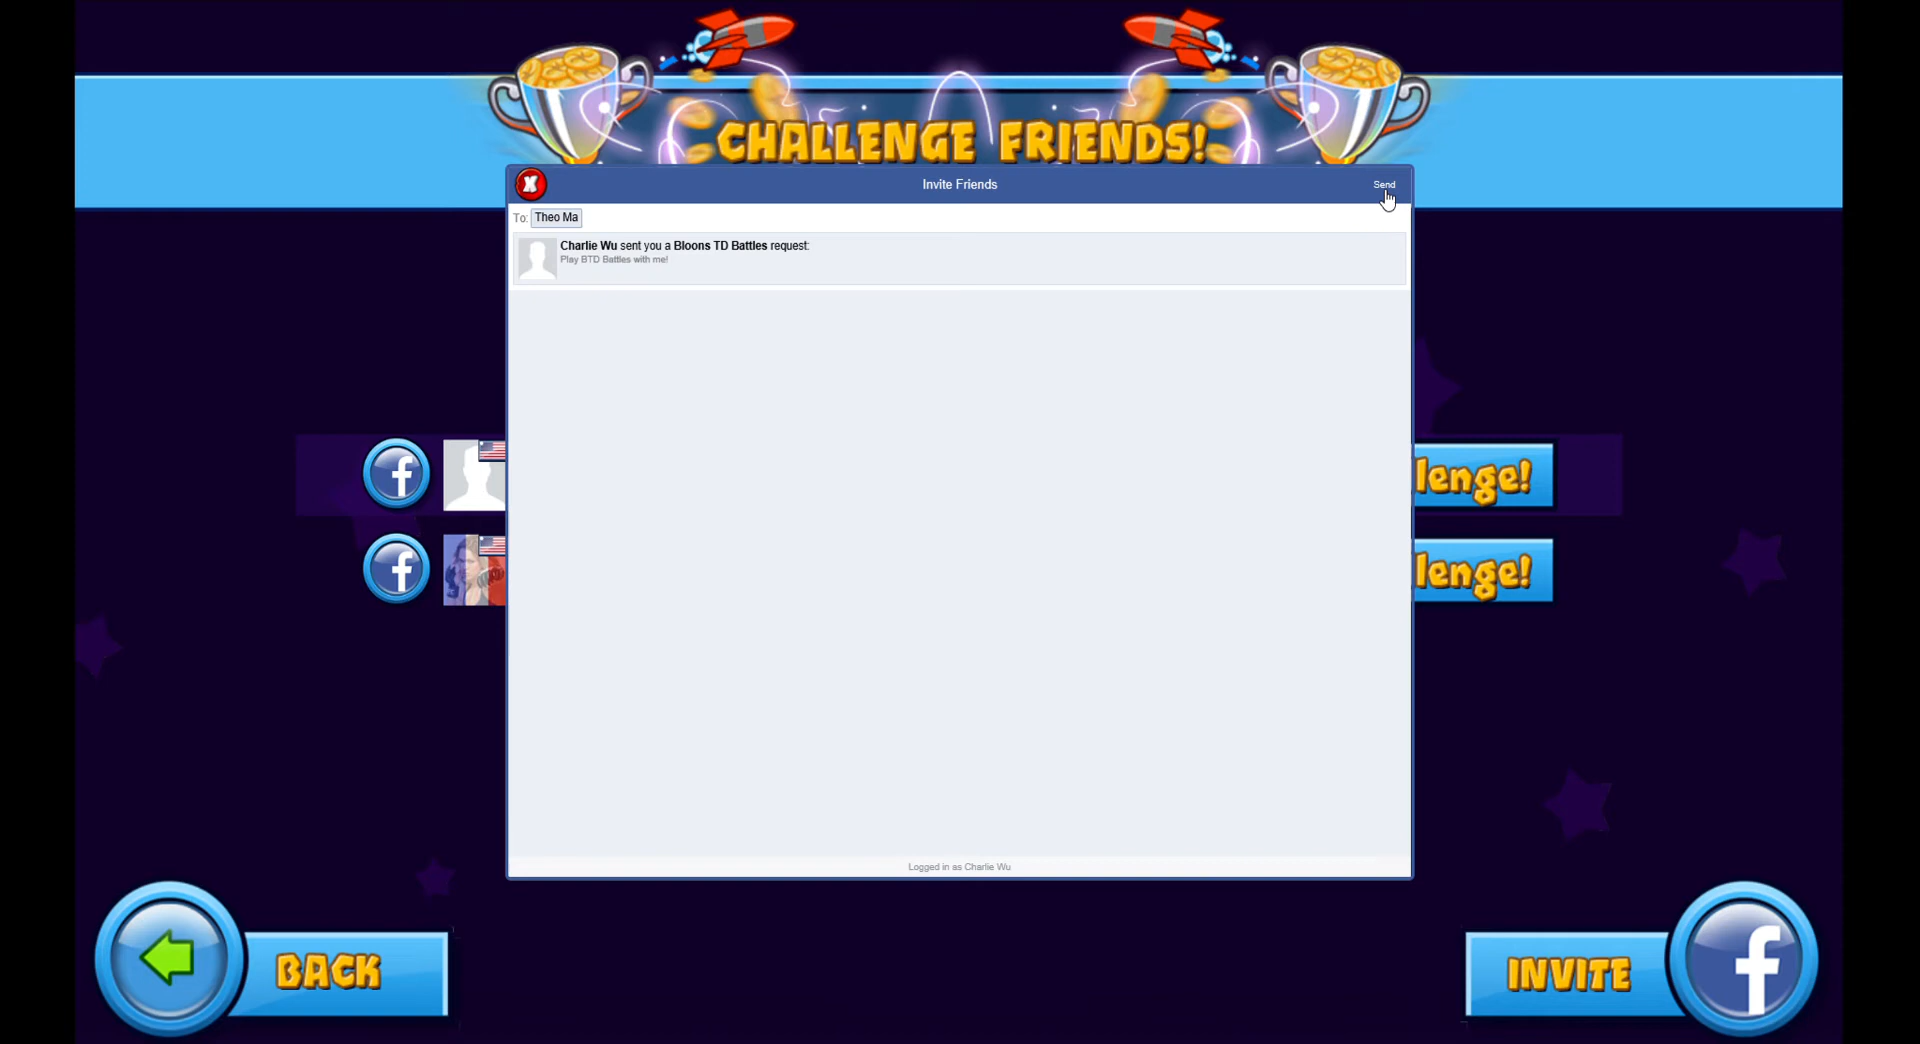 CHALLENGE FRIENDS!
Invite Friends
Send
To: Theo Ma
Charlie Wu sent you a Bloons TD Battles request:
Play BTD Battles with me!
lenge!
lenge!
Logged in as Charlie Wu
BACK
INVITE